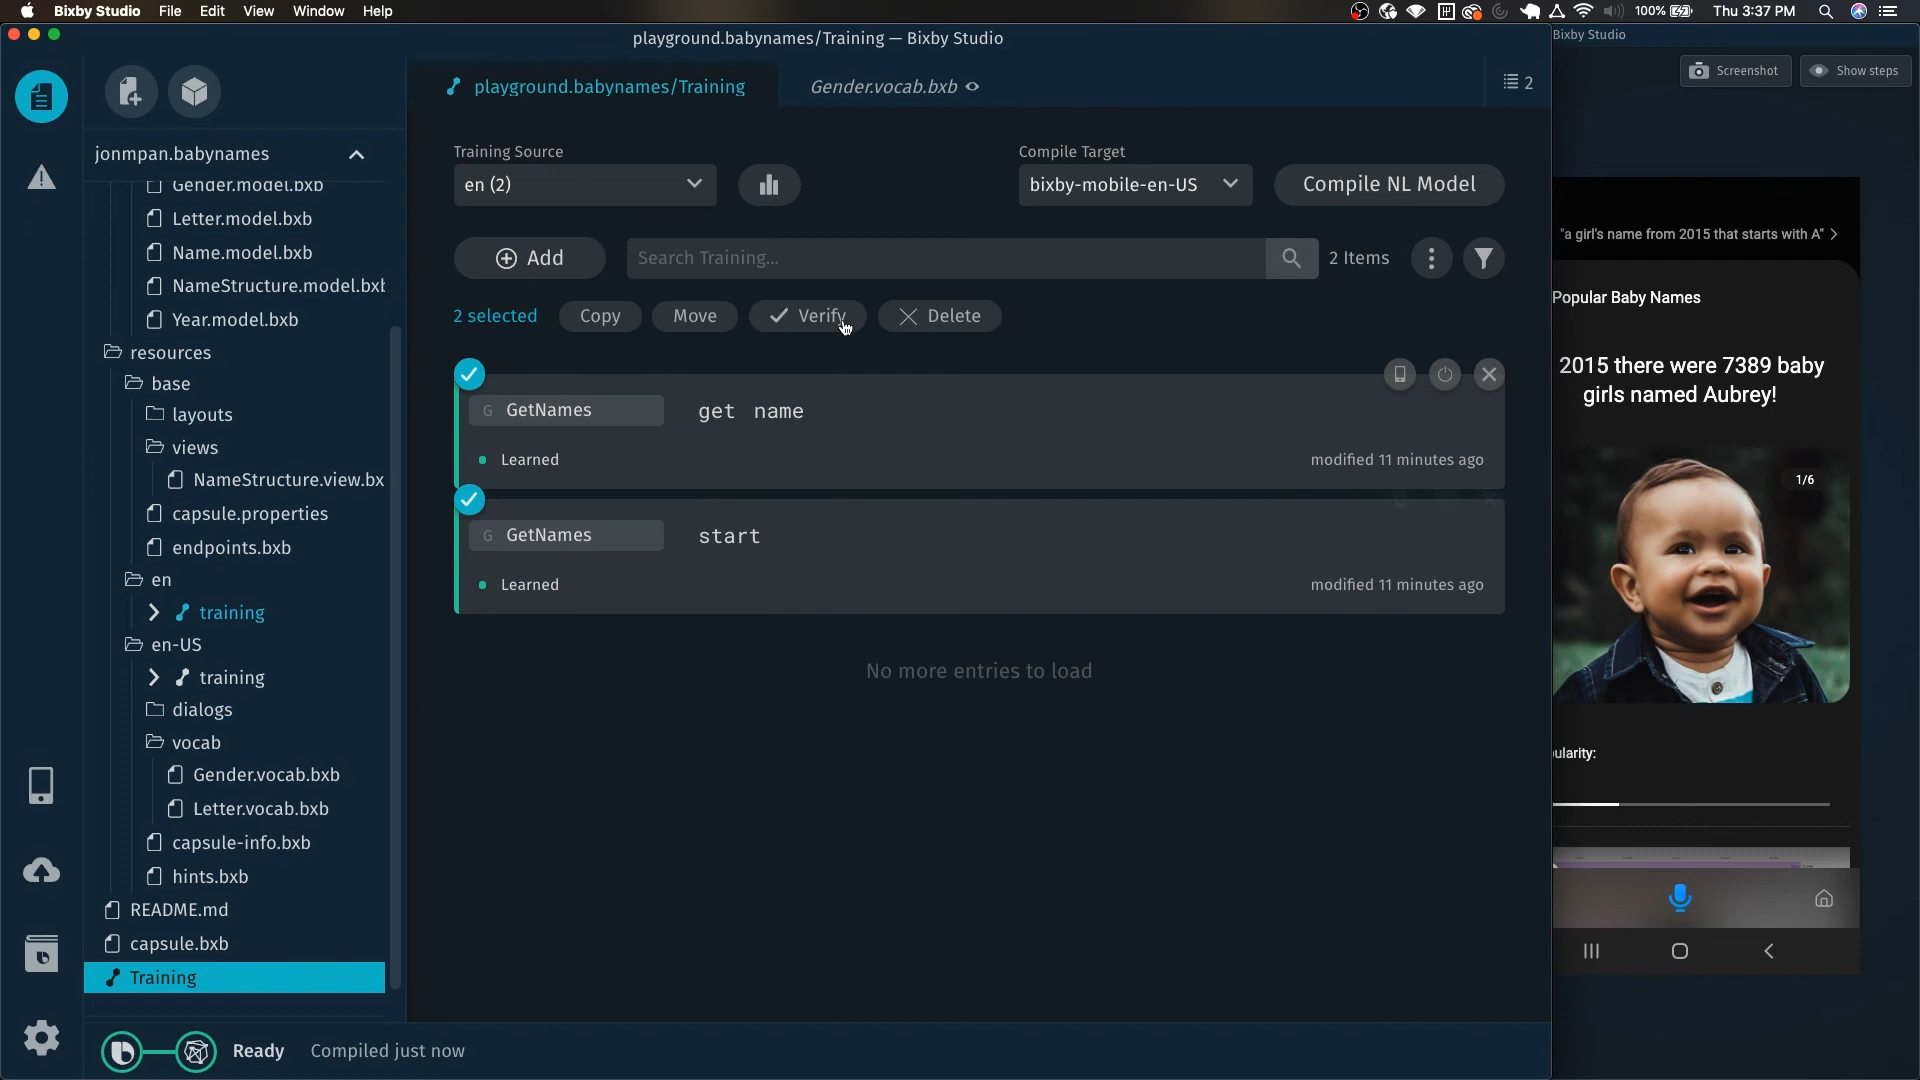 Bixby Studio File Edit View Window Help
100% Thu 3:37 PM
playground.babynames/Training — Bixby Studio
Bixby Studio
Screenshot
Show steps
playground.babynames/Training
Gender.vocab.bxb
2
jonmpan.babynames
Gender.model.bxb
Letter.model.bxb
Name.model.bxb
NameStructure.model.bxb
Year.model.bxb
resources
base
layouts
views
NameStructure.view.bx
capsule.properties
endpoints.bxb
en
training
en-US
training
dialogs
vocab
Gender.vocab.bxb
Letter.vocab.bxb
capsule-info.bxb
hints.bxb
README.md
capsule.bxb
Training
Training Source
en (2)
Compile Target
bixby-mobile-en-US
Compile NL Model
Add
Search Training...
2 Items
2 selected
Copy
Move
Verify
Delete
G GetNames
get name
Learned
modified 11 minutes ago
G GetNames
start
Learned
modified 11 minutes ago
No more entries to load
Ready Compiled just now
"a girl's name from 2015 that starts with A"
Popular Baby Names
2015 there were 7389 baby
girls named Aubrey!
1/6
ularity: